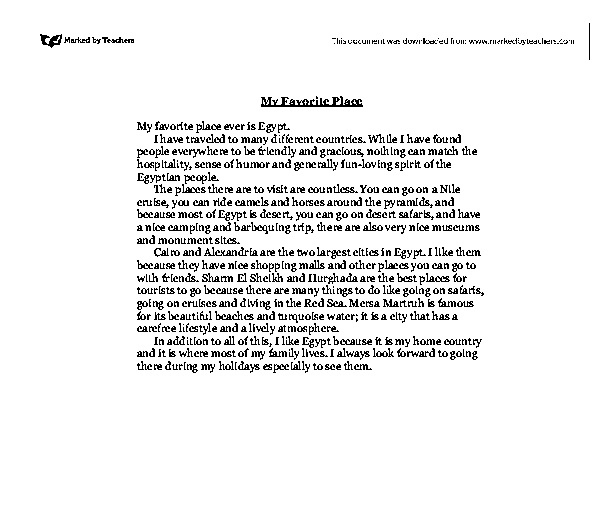 Marked by Teachers
This document was downloaded from www.markedbyteachers.com
My Favorite Place
My favorite place ever is Egypt.
I have traveled to many different countries. While I have found
people everywhere to be friendly and gracious, nothing can match the
hospitality, sense of humor and generally fun-loving spirit of the
Egyptian people.
The places there are to visit are countless. You can go on a Nile
cruise, you can ride camels and horses around the pyramids, and
because most of Egypt is desert, you can go on desert safaris, and have
a nice camping and barbequing trip, there are also very nice museums
and monument sites.
Cairo and Alexandria are the two largest cities in Egypt. I like them
because they have nice shopping malls and other places you can go to
with friends. Sharm El Sheikh and Hurghada are the best places for
tourists to go because there are many things to do like going on safaris,
going on cruises and diving in the Red Sea. Mersa Martruh is famous
for its beautiful beaches and turquoise water; it is a city that has a
carefree lifestyle and a lively atmosphere.
In addition to all of this, I like Egypt because it is my home country
and it is where most of my family lives. I always look forward to going
there during my holidays especially to see them.